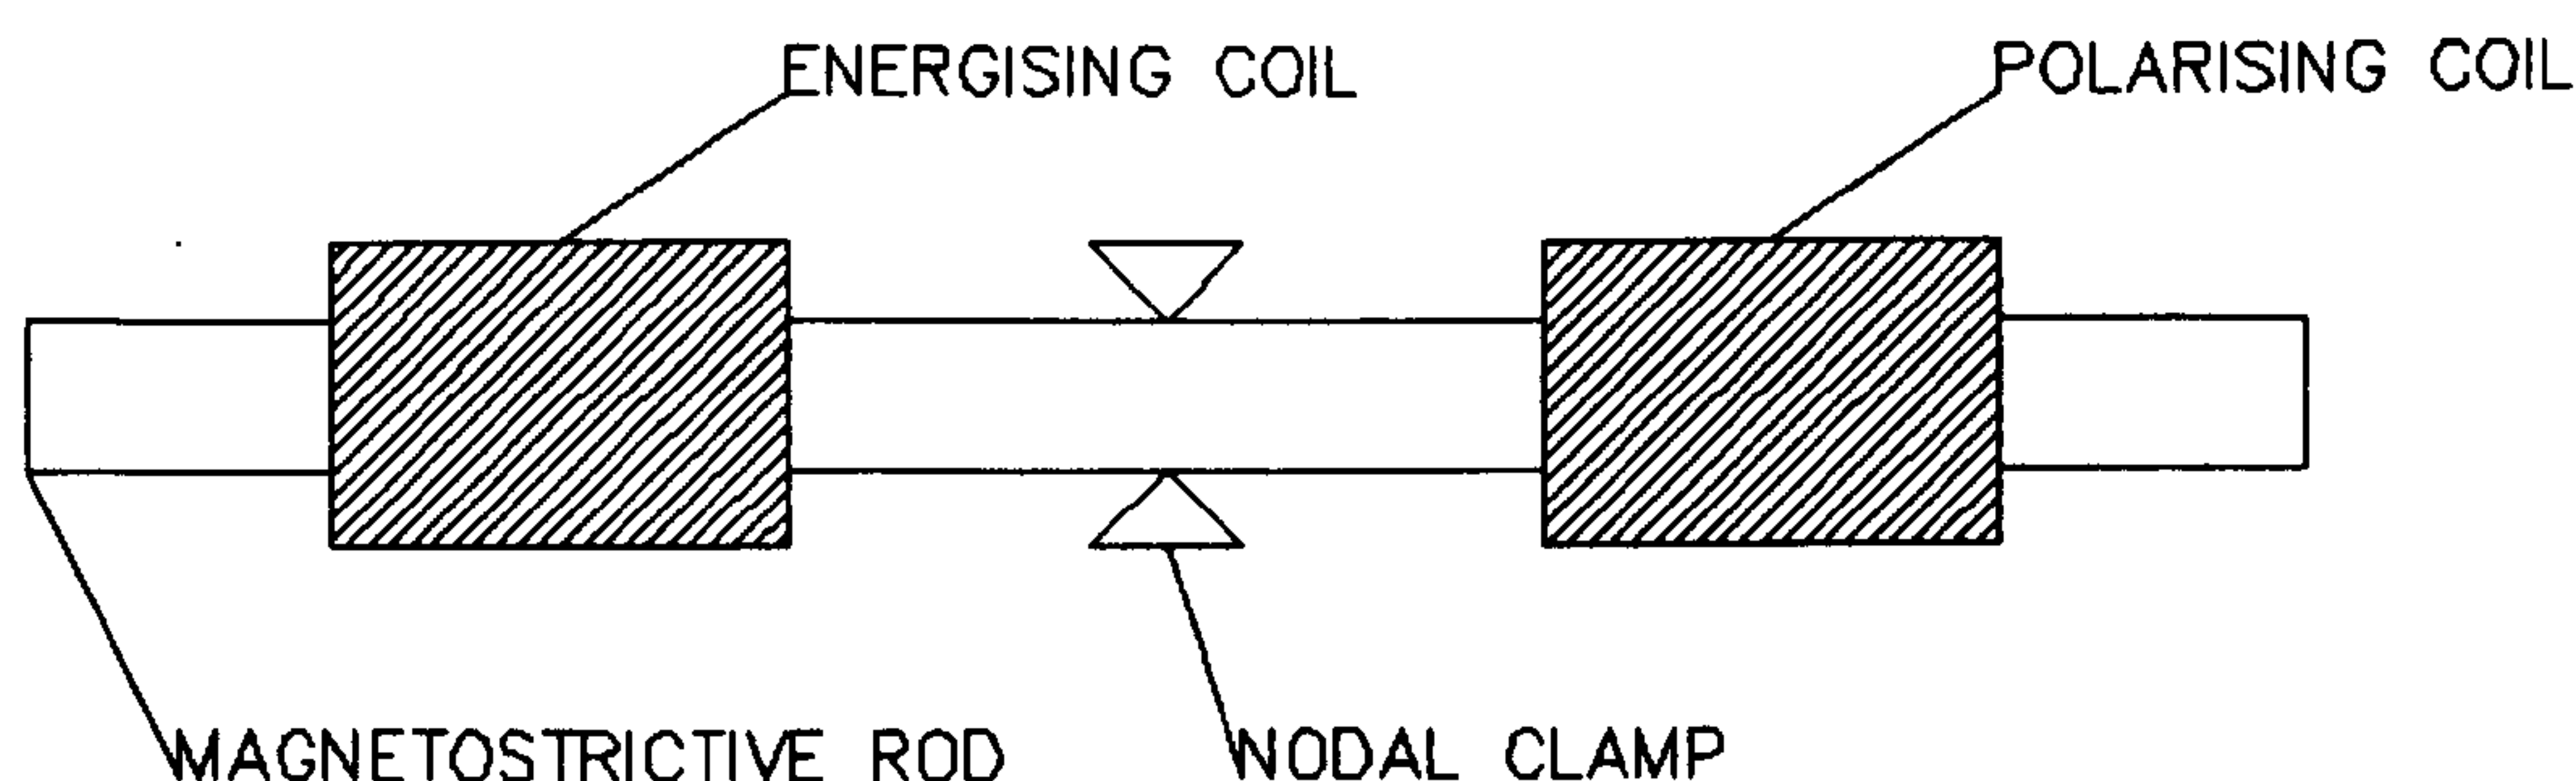 ENERGISING COIL
POLARISING COIL
MAGNETOSTRICTIVE ROD
NODAL CLAMP